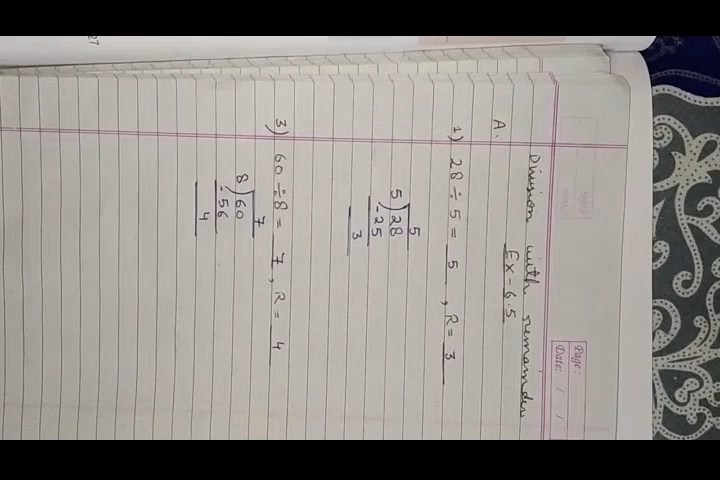 Page:
Date: / /
Division with remainder
Ex-6.5
A.
1) 28 ÷ 5 = 5 , R = 3
5
5)28
-25
3
3) 60 ÷ 8 = 7 , R = 4
7
8)60
-56
4
27